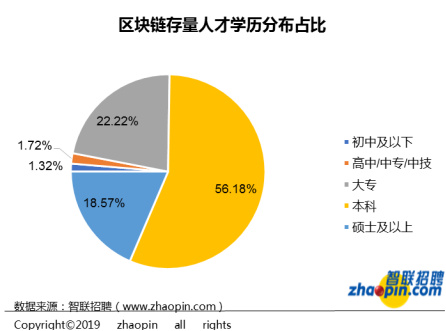 区块链存量人才学历分布占比
22.22%
1.72%
1.32%
18.57%
56.18%
初中及以下
高中/中专/中技
大专
本科
硕士及以上
智联招聘
zhaopin.com
数据来源：智联招聘（www.zhaopin.com）
Copyright©2019 zhaopin all rights